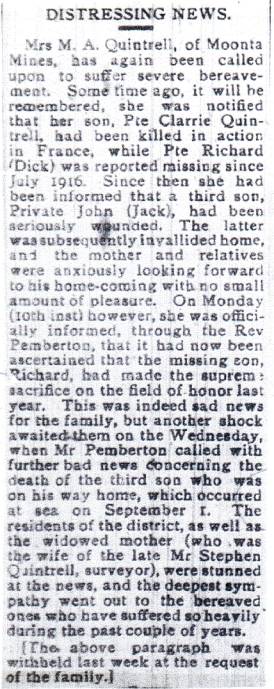 DISTRESSING NEWS.
Mrs M. A. Quintrell, of Moonta
Mines, has again been called
upon to suffer severe bereave-
ment. Some time ago, it will be
remembered, she was notified
that her son, Pte Clarrie Quin-
trell, had been killed in action
in France, while Pte Richard
(Dick) was reported missing since
July 1916. Since then she had
been informed that a third son,
Private John (Jack), had been
seriously wounded. The latter
was subsequently invallided home,
and the mother and relatives
were anxiously looking forward
to his home-coming with no small
amount of pleasure. On Monday
(10th inst) however, she was offici-
ally informed, through the Rev
Pemberton, that it had now been
ascertained that the missing son,
Richard, had made the supreme
sacrifice on the field of honor last
year. This was indeed sad news
for the family, but another shock
awaited them on the Wednesday,
when Mr Pemberton called with
further bad news concerning the
death of the third son who was
on his way home, which occurred
at sea on September 1. The
residents of the district, as well as
the widowed mother (who was
the wife of the late Mr Stephen
Quintrell, surveyor), were stunned
at the news, and the deepest sym-
pathy went out to the bereaved
ones who have suffered so heavily
during the past couple of years.
[The above paragraph was
withheld last week at the request
of the family.]